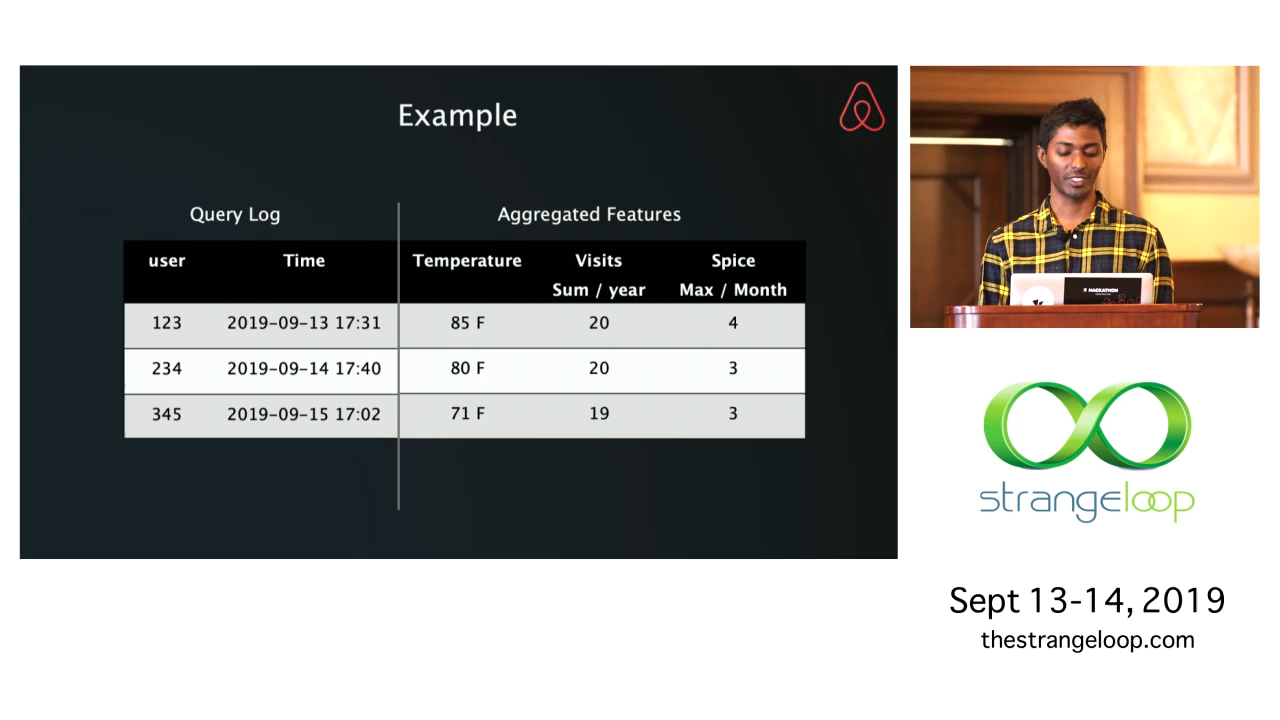 Example
Query Log Aggregated Features
user Time Temperature Visits Spice
Sum / year Max / Month
123 2019-09-13 17:31 85 F 20 4
234 2019-09-14 17:40 80 F 20 3
345 2019-09-15 17:02 71 F 19 3
HACKATHON
strangeloop
Sept 13-14, 2019
thestrangeloop.com